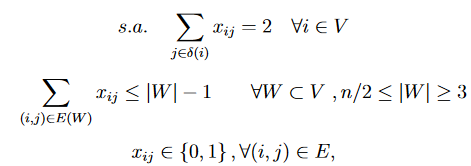 s.a. ∑_{j∈δ(i)} x_{ij} = 2 ∀i ∈ V
∑_{(i,j)∈E(W)} x_{ij} ≤ |W| − 1 ∀W ⊂ V , n/2 ≤ |W| ≥ 3
x_{ij} ∈ {0, 1} , ∀(i, j) ∈ E,